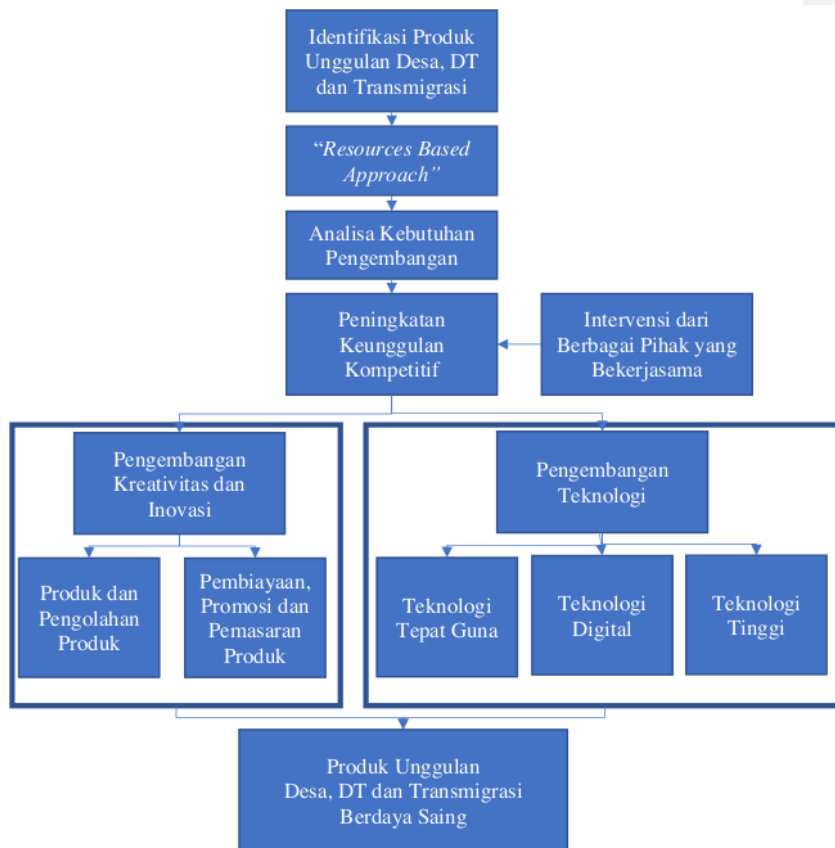 Identifikasi Produk
Unggulan Desa, DT
dan Transmigrasi
“Resources Based
Approach”
Analisa Kebutuhan
Pengembangan
Peningkatan
Keunggulan
Kompetitif
Intervensi dari
Berbagai Pihak yang
Bekerjasama
Pengembangan
Kreativitas dan
Inovasi
Produk dan
Pengolahan
Produk
Pembiayaan,
Promosi dan
Pemasaran
Produk
Pengembangan
Teknologi
Teknologi
Tepat Guna
Teknologi
Digital
Teknologi
Tinggi
Produk Unggulan
Desa, DT dan Transmigrasi
Berdaya Saing